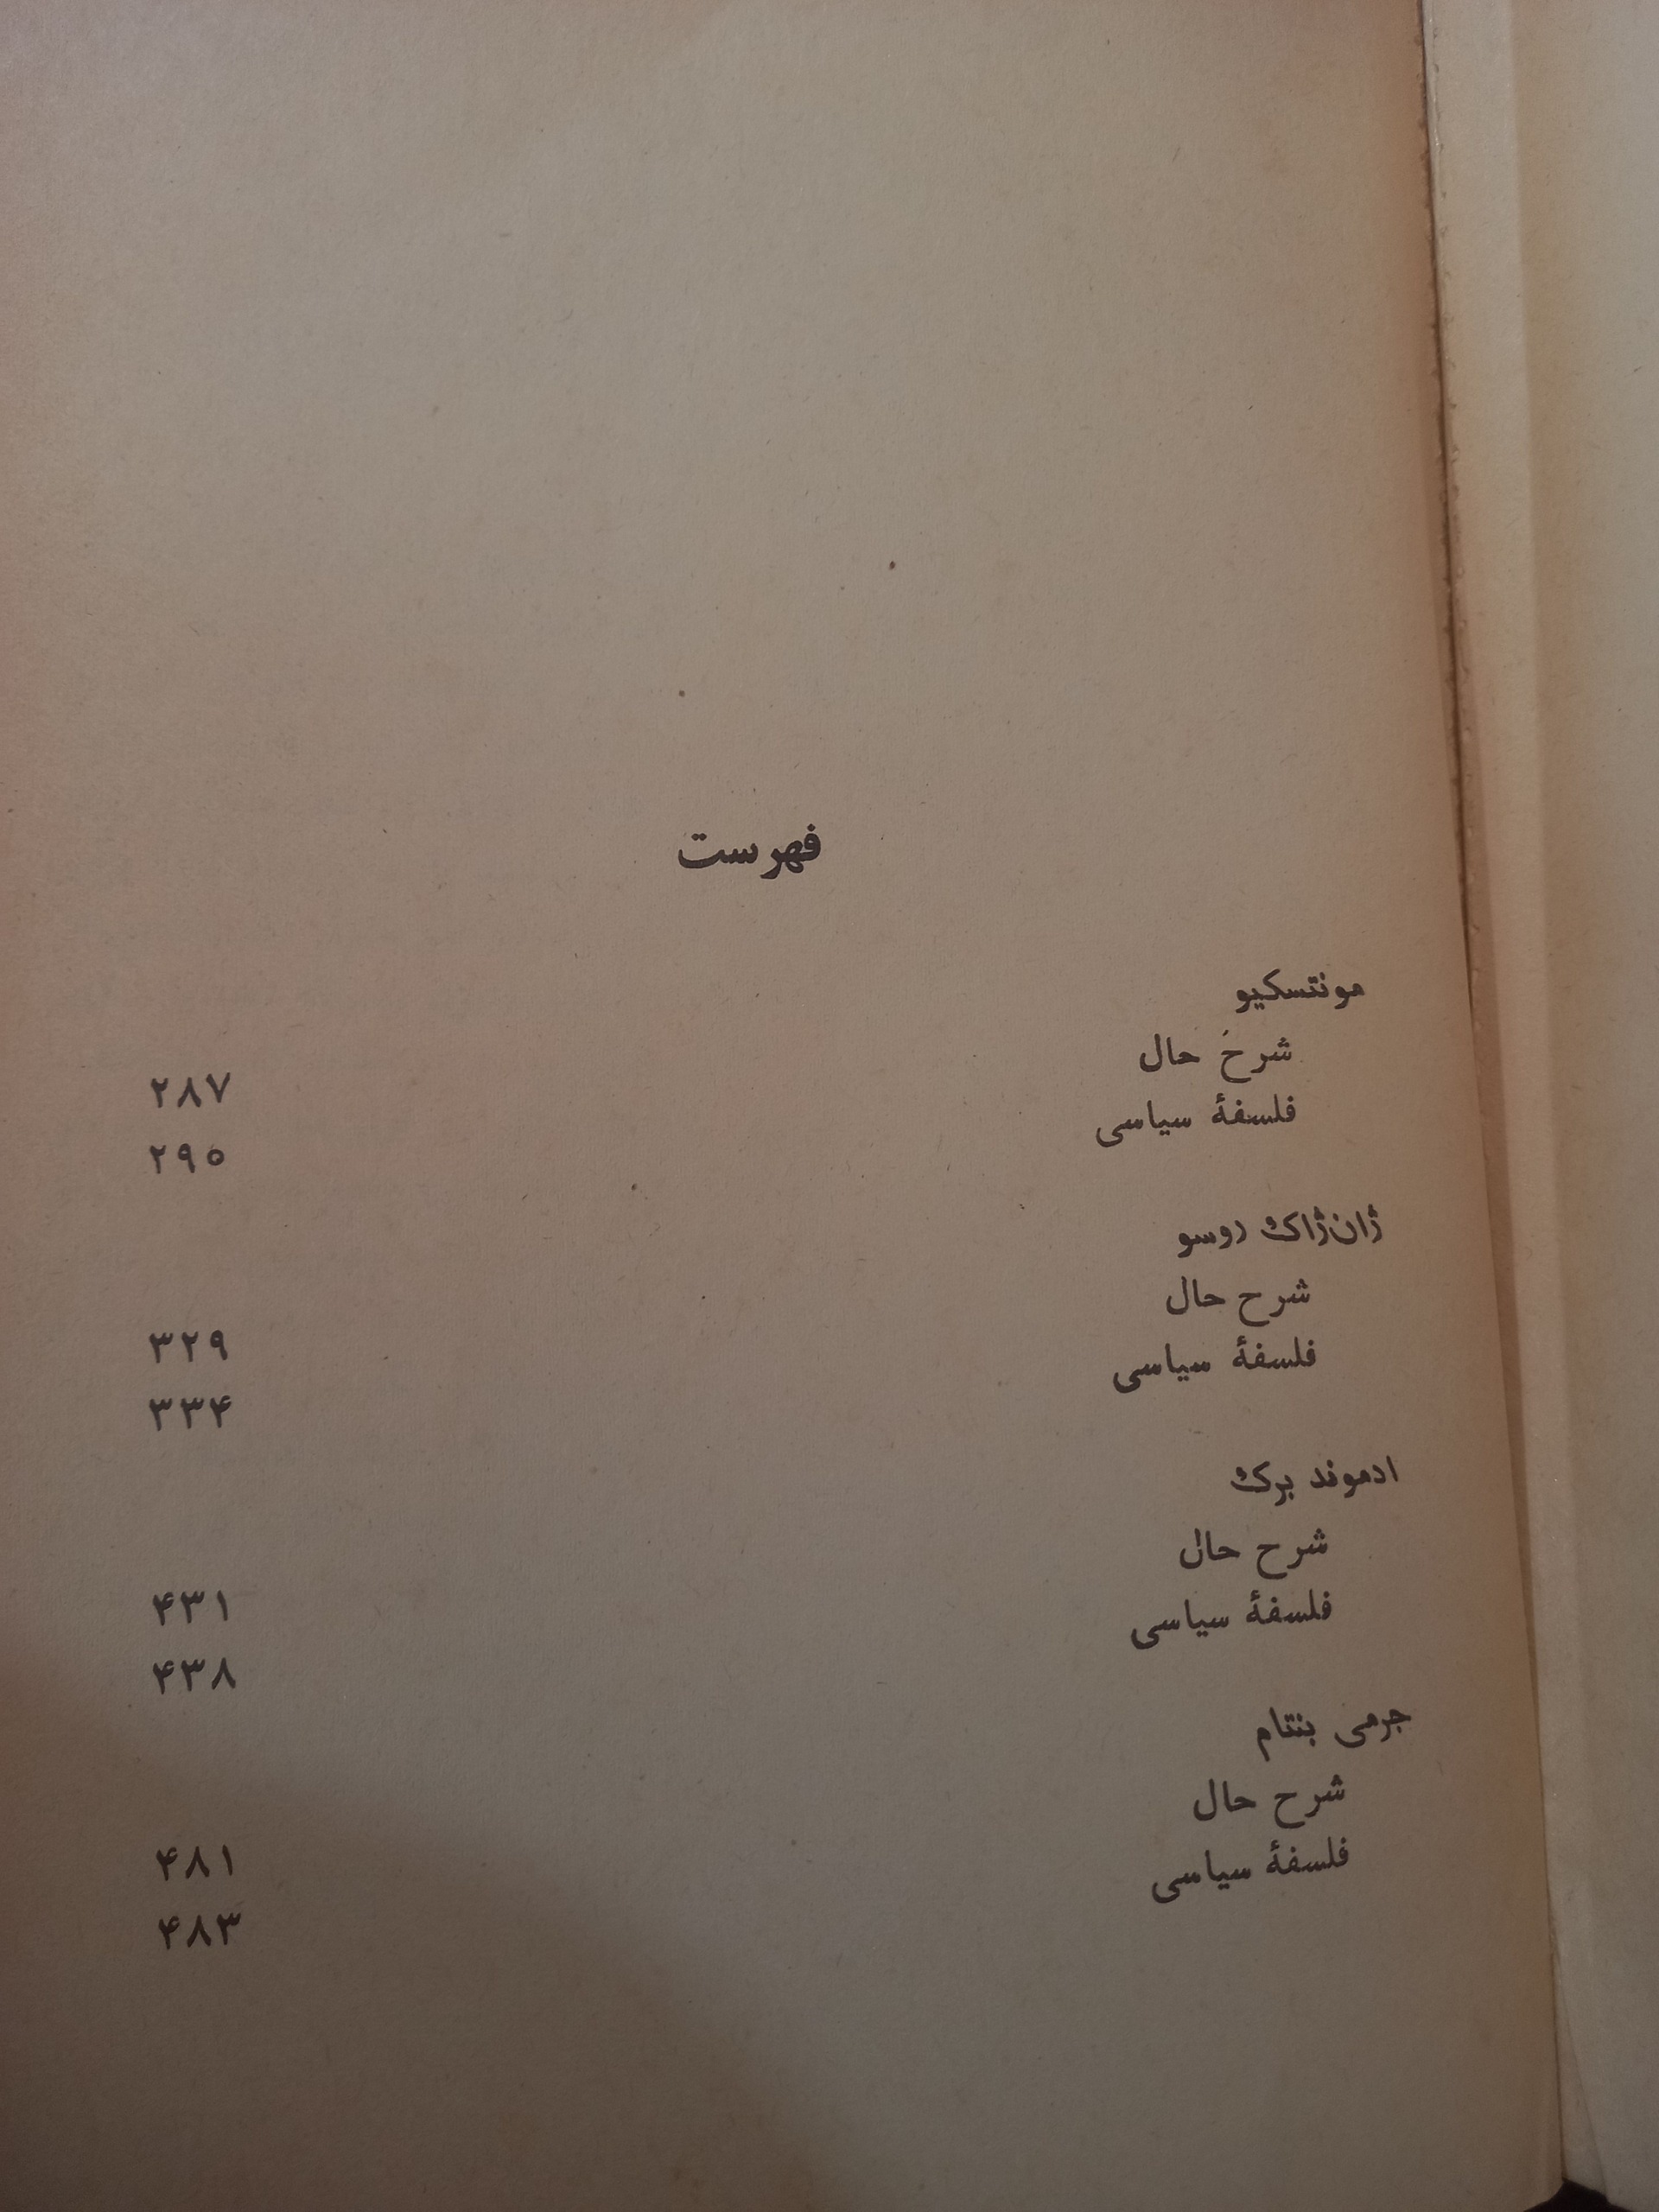 فهرست
مونتسکیو
شرح حال ۲۸۷
فلسفهٔ سیاسی ۲۹۵
ژان‌ژاک روسو
شرح حال ۳۲۹
فلسفهٔ سیاسی ۳۳۴
ادموند برک
شرح حال ۴۳۱
فلسفهٔ سیاسی ۴۳۸
جرمی بنتام
شرح حال ۴۸۱
فلسفهٔ سیاسی ۴۸۳